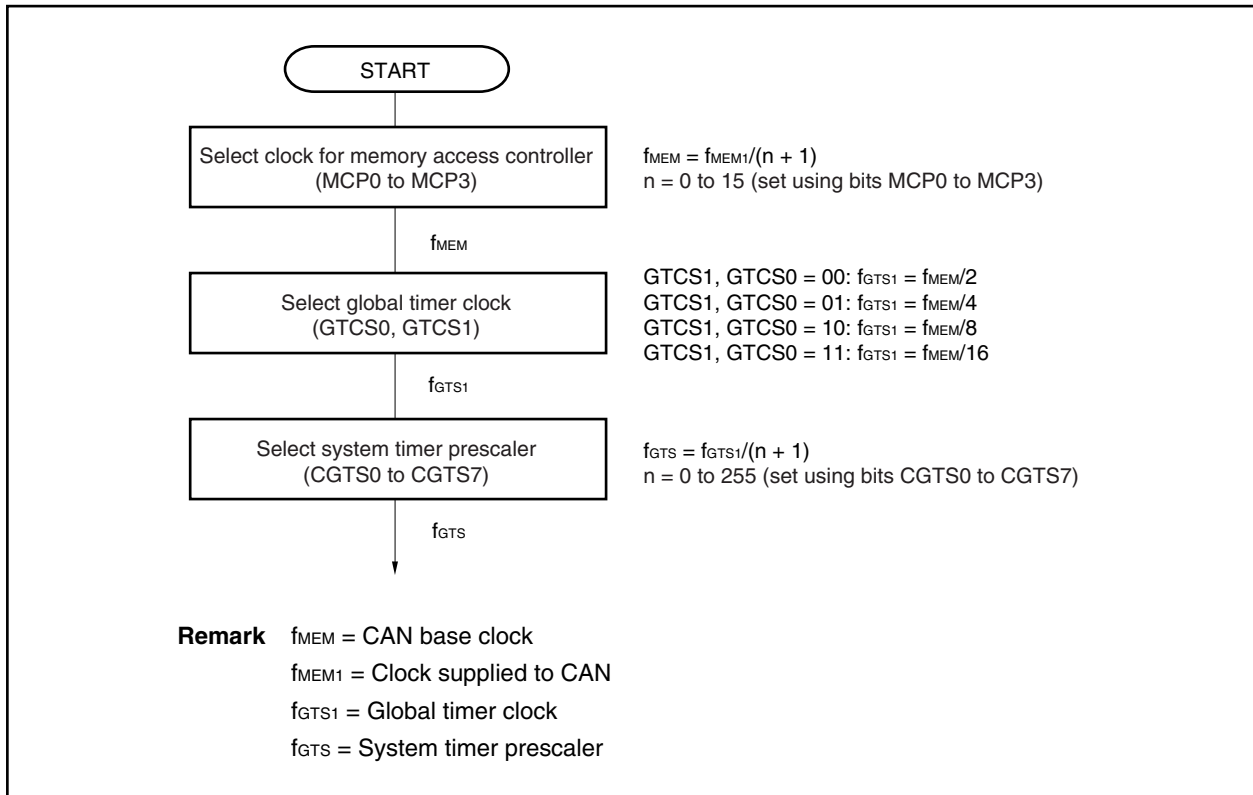 START
Select clock for memory access controller
(MCP0 to MCP3)
fMEM = fMEM1/(n + 1)
n = 0 to 15 (set using bits MCP0 to MCP3)
fMEM
Select global timer clock
(GTCS0, GTCS1)
GTCS1, GTCS0 = 00: fGTS1 = fMEM/2
GTCS1, GTCS0 = 01: fGTS1 = fMEM/4
GTCS1, GTCS0 = 10: fGTS1 = fMEM/8
GTCS1, GTCS0 = 11: fGTS1 = fMEM/16
fGTS1
Select system timer prescaler
(CGTS0 to CGTS7)
fGTS = fGTS1/(n + 1)
n = 0 to 255 (set using bits CGTS0 to CGTS7)
fGTS
Remark fMEM = CAN base clock
fMEM1 = Clock supplied to CAN
fGTS1 = Global timer clock
fGTS = System timer prescaler